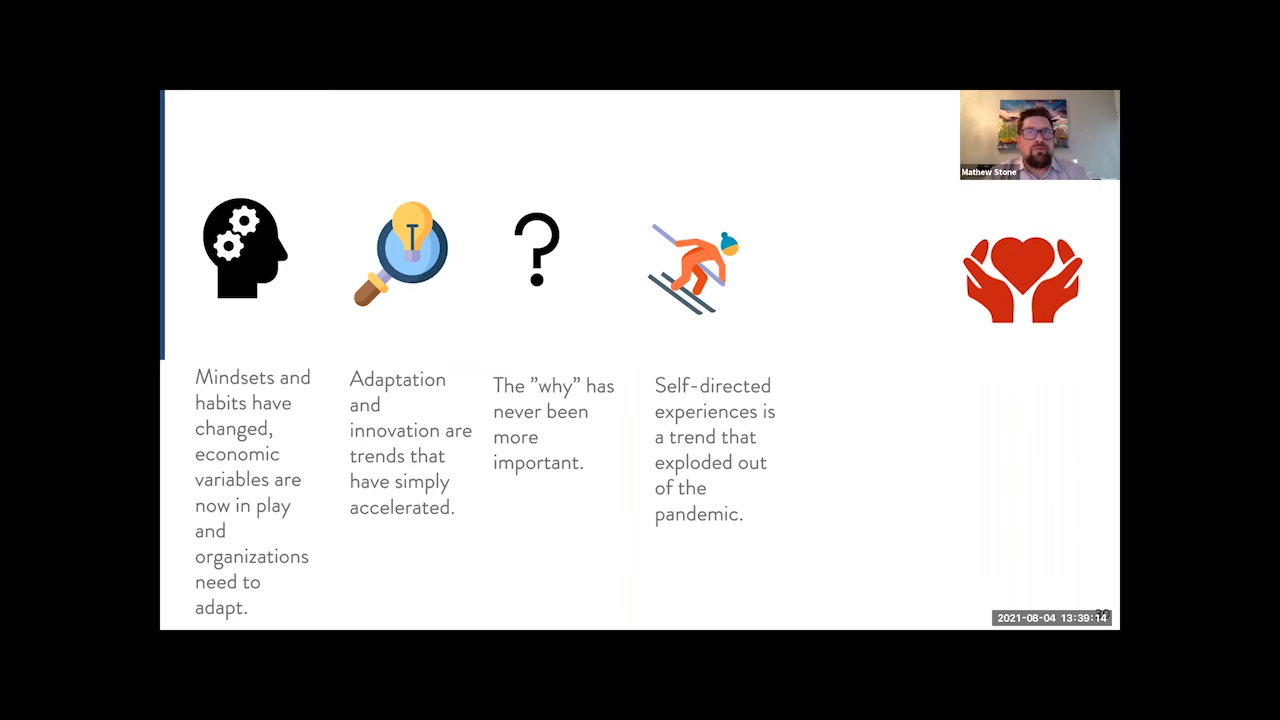 Mathew Stone
Mindsets and
habits have
changed,
economic
variables are
now in play
and
organizations
need to
adapt.
Adaptation
and
innovation are
trends that
have simply
accelerated.
The ”why” has
never been
more
important.
Self-directed
experiences is
a trend that
exploded out
of the
pandemic.
30
2021-08-04 13:39:14